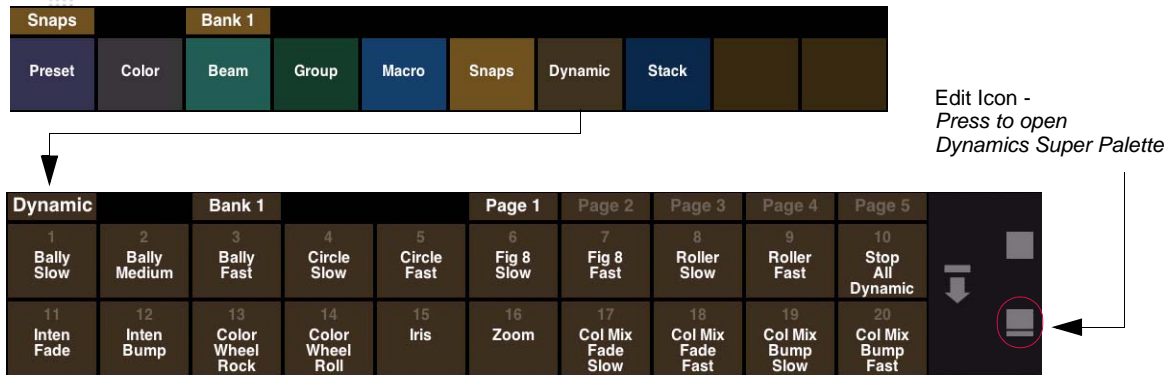 Snaps Bank 1
Preset Color Beam Group Macro Snaps Dynamic Stack
Edit Icon -
Press to open
Dynamics Super Palette
Dynamic Bank 1 Page 1 Page 2 Page 3 Page 4 Page 5
1 2 3 4 5 6 7 8 9 10
Bally Bally Bally Circle Circle Fig 8 Fig 8 Roller Roller Stop
Slow Medium Fast Slow Fast Slow Fast Slow Fast All
Dynamic
11 12 13 14 15 16 17 18 19 20
Inten Inten Color Color Iris Zoom Col Mix Col Mix Col Mix Col Mix
Fade Bump Wheel Wheel Fade Fade Bump Bump
Rock Roll Slow Fast Slow Fast